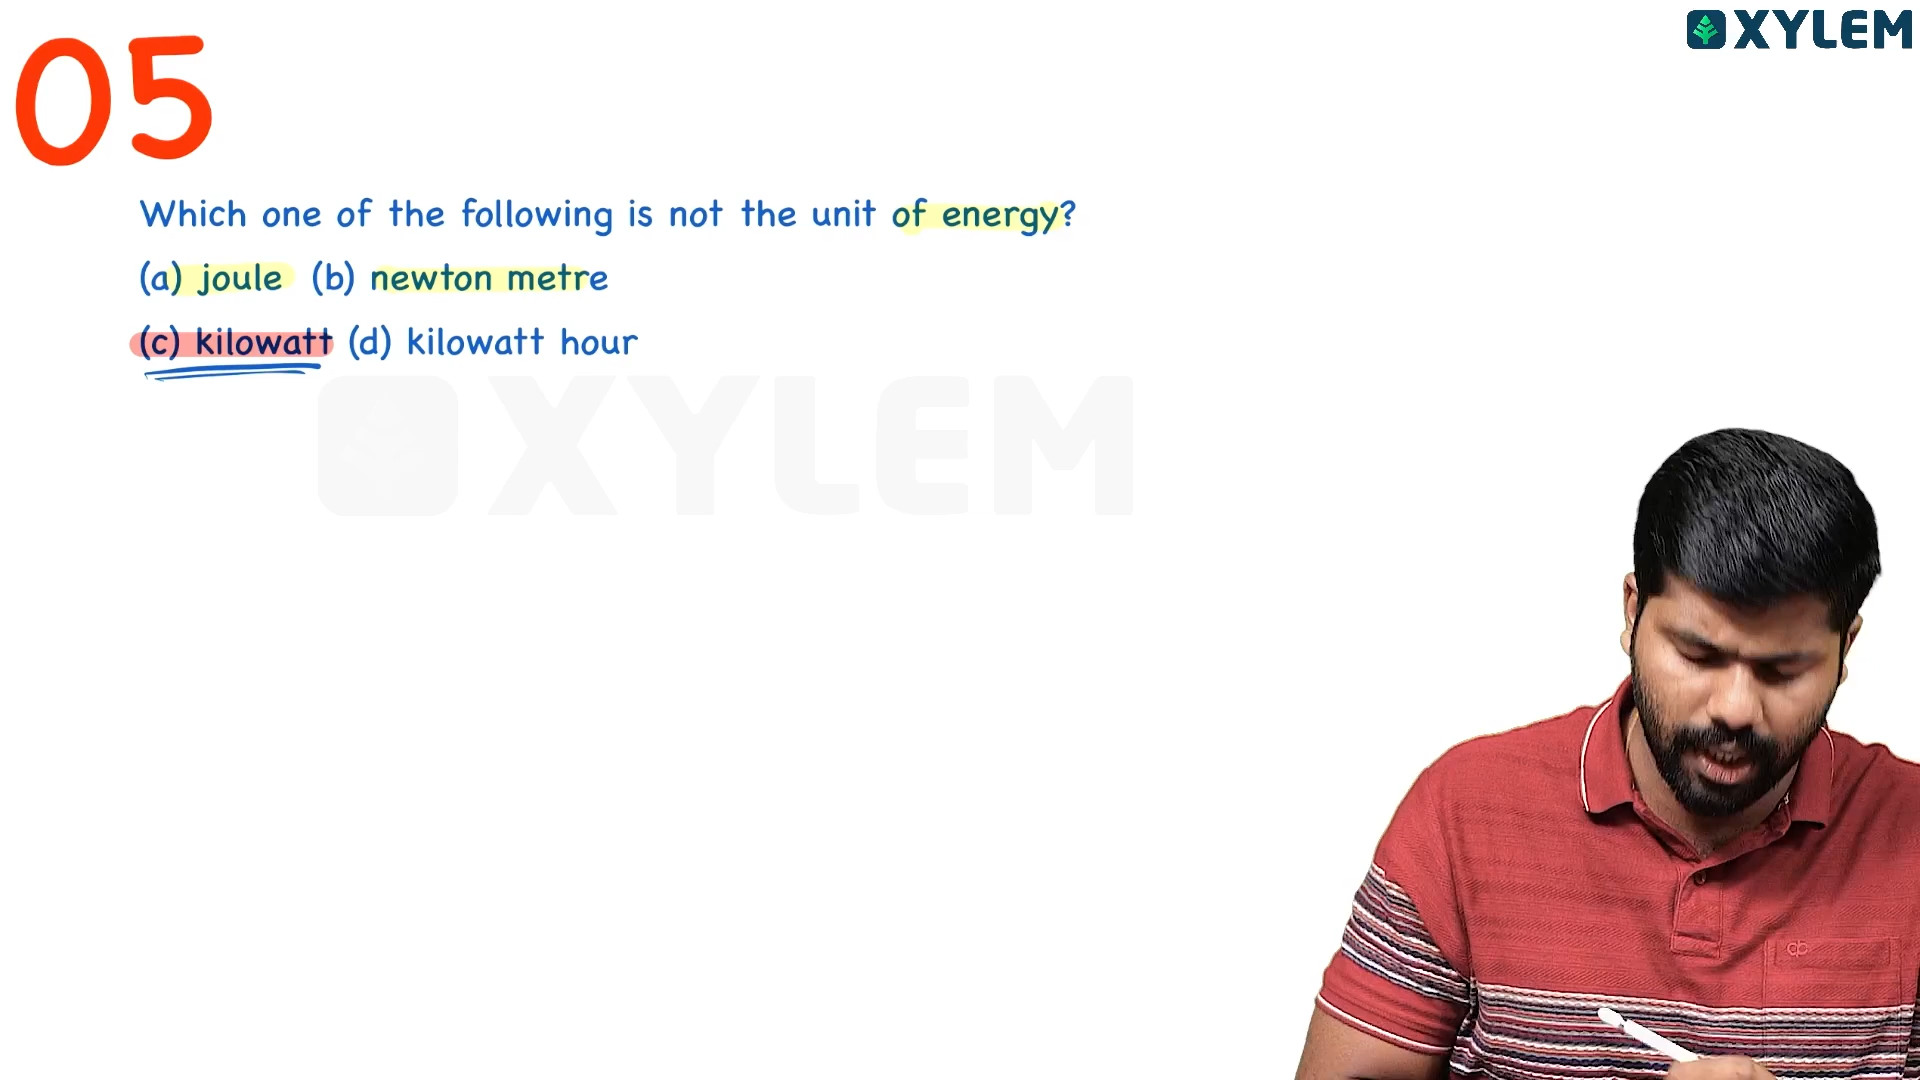 XYLEM
05
Which one of the following is not the unit of energy?
(a) joule (b) newton metre
(c) kilowatt (d) kilowatt hour
XYLEM